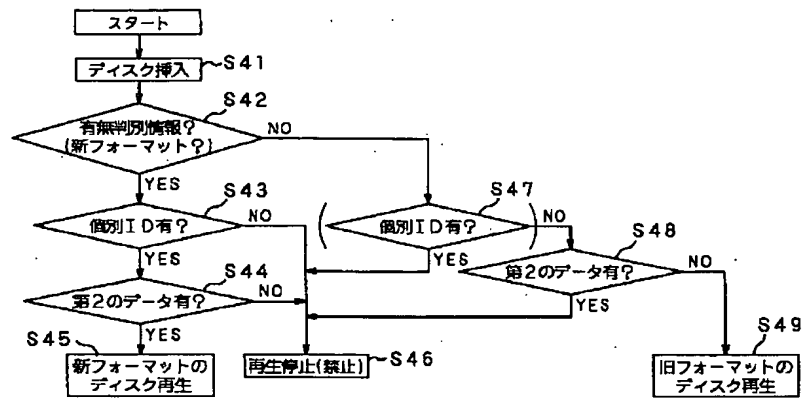 スタート
ディスク挿入
S41
S42
有無判別情報?
(新フォーマット?)
NO
YES
S43
個別ID有?
NO
YES
S47
(個別ID有?)
NO
YES
S44
第2のデータ有?
NO
YES
S48
第2のデータ有?
NO
YES
S45
新フォーマットの
ディスク再生
再生停止(禁止)
S46
S49
旧フォーマットの
ディスク再生